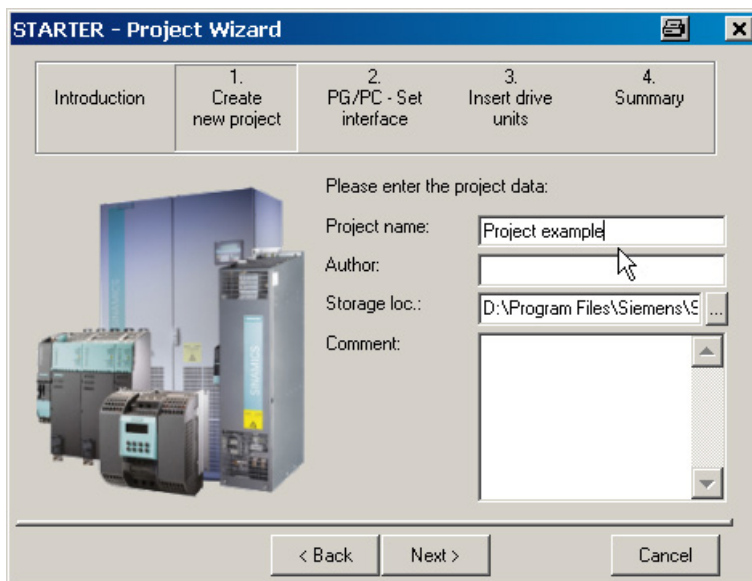 STARTER - Project Wizard
Introduction
1.
Create
new project
2.
PG/PC - Set
interface
3.
Insert drive
units
4.
Summary
Please enter the project data:
Project name:
Project example
Author:
Storage loc.:
D:\Program Files\Siemens\S
...
Comment:
SINAMICS
SINAMICS
< Back
Next >
Cancel